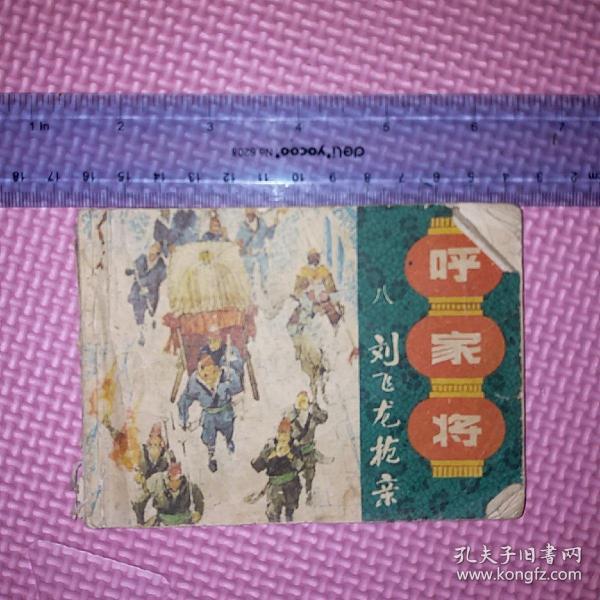 1 in 2 3 4 5 6 7
deli yocoo No.6208
18 17 16 15 14 13 12 11 10 9 8 7 6 5 4 3 2 cm
呼家将
八
刘飞龙抢亲
孔夫子旧书网
www.kongfz.com